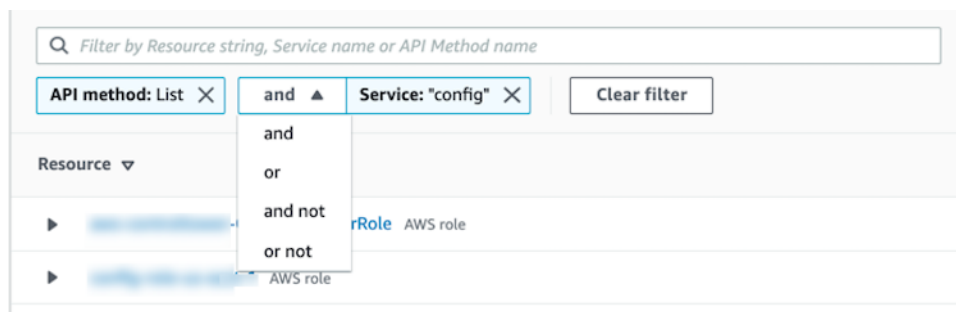 Filter by Resource string, Service name or API Method name
API method: List and Service: "config" Clear filter
and
Resource
or
and not
rRole AWS role
or not
AWS role